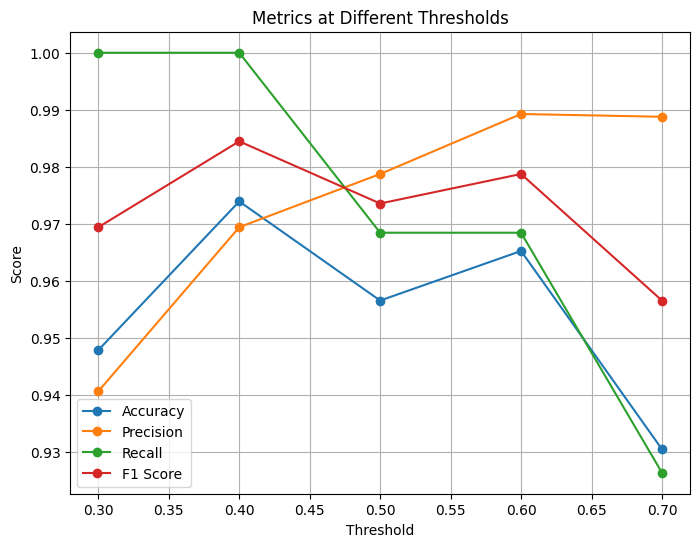 Metrics at Different Thresholds
Score
1.00
0.99
0.98
0.97
0.96
0.95
0.94
0.93
Accuracy
Precision
Recall
F1 Score
0.30 0.35 0.40 0.45 0.50 0.55 0.60 0.65 0.70
Threshold